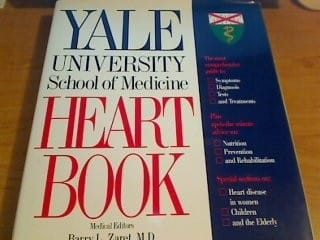 YALE
UNIVERSITY
School of Medicine
HEART
BOOK
Medical Editors
Barry L. Zaret, M.D.
The most
comprehensive
guide to:
Symptoms
Diagnosis
Tests
and Treatments
Plus
up-to-the-minute
advice on:
Nutrition
Prevention
and Rehabilitation
Special sections on:
Heart disease
in women
Children
and the Elderly